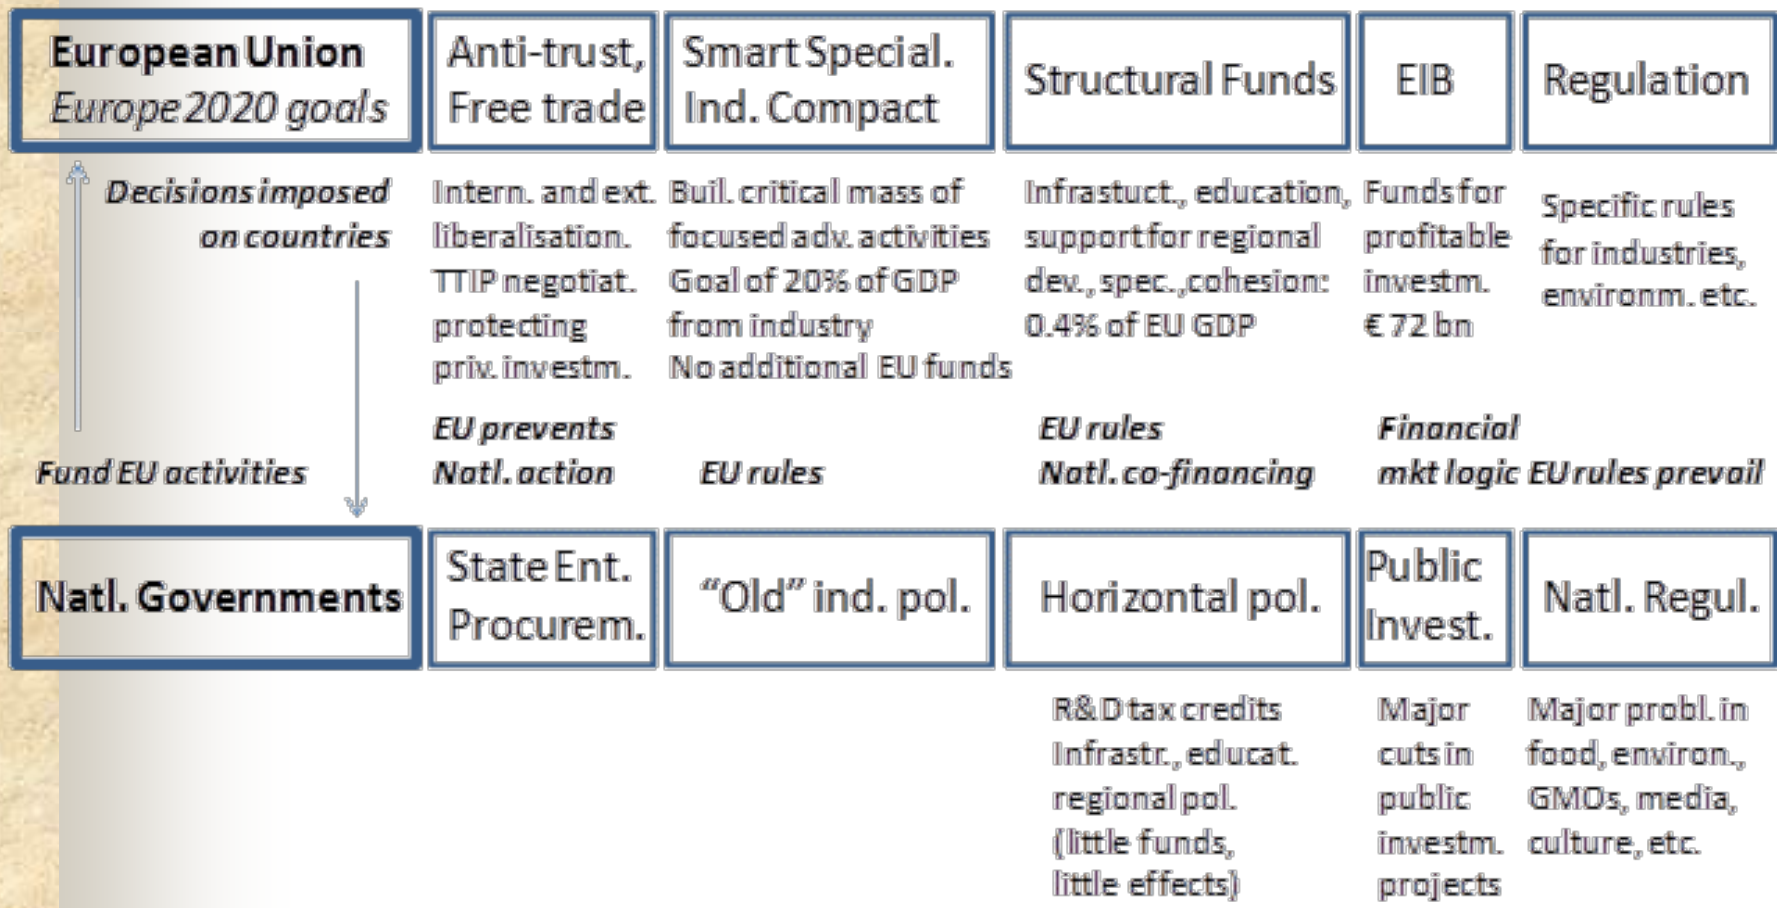 European Union
Europe 2020 goals
Anti-trust,
Free trade
Smart Special.
Ind. Compact
Structural Funds
EIB
Regulation
Decisions imposed
on countries
Intern. and ext.
liberalisation.
TTIP negotiat.
protecting
priv. investm.
Buil. critical mass of
focused adv. activities
Goal of 20% of GDP
from industry
No additional EU funds
Infrastuct., education,
support for regional
dev., spec.,cohesion:
0.4% of EU GDP
Funds for
profitable
investm.
€ 72 bn
Specific rules
for industries,
environm. etc.
Fund EU activities
EU prevents
Natl. action
EU rules
EU rules
Natl. co-financing
Financial
mkt logic EU rules prevail
Natl. Governments
State Ent.
Procurem.
“Old” ind. pol.
Horizontal pol.
Public
Invest.
Natl. Regul.
R&D tax credits
Infrastr., educat.
regional pol.
(little funds,
little effects)
Major
cuts in
public
investm.
projects
Major probl. in
food, environ.,
GMOs, media,
culture, etc.